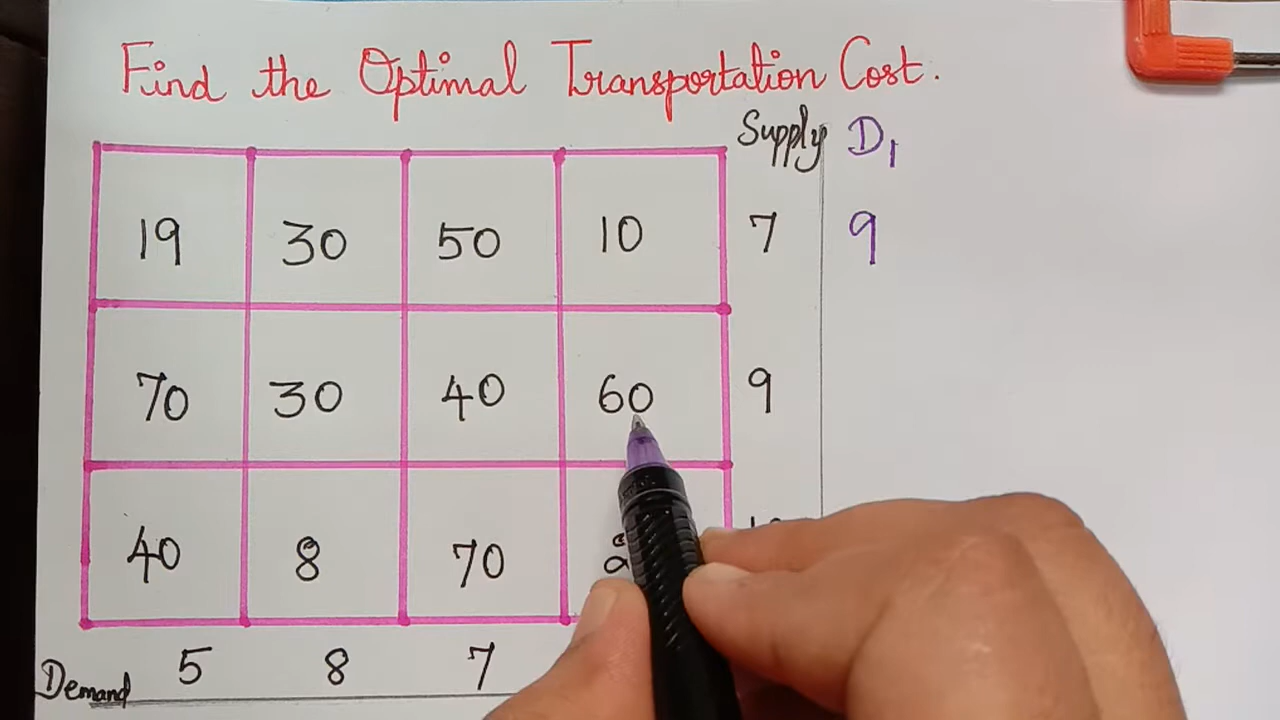 Find the Optimal Transportation Cost.
Supply D1
19 30 50 10 7 9
70 30 40 60 9
40 8 70
Demand 5 8 7